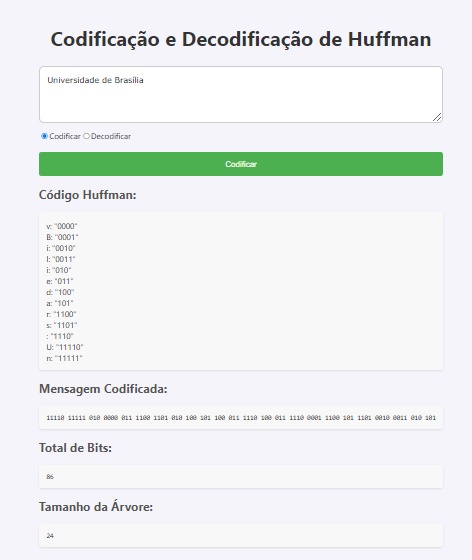 Codificação e Decodificação de Huffman
Universidade de Brasília
Codificar Decodificar
Codificar
Código Huffman:
v: "0000"
B: "0001"
í: "0010"
l: "0011"
i: "010"
e: "011"
d: "100"
a: "101"
r: "1100"
s: "1101"
: "1110"
U: "11110"
n: "11111"
Mensagem Codificada:
11110 11111 010 0000 011 1100 1101 010 100 101 100 011 1110 100 011 1110 0001 1100 101 1101 0010 0011 010 101
Total de Bits:
86
Tamanho da Árvore:
24